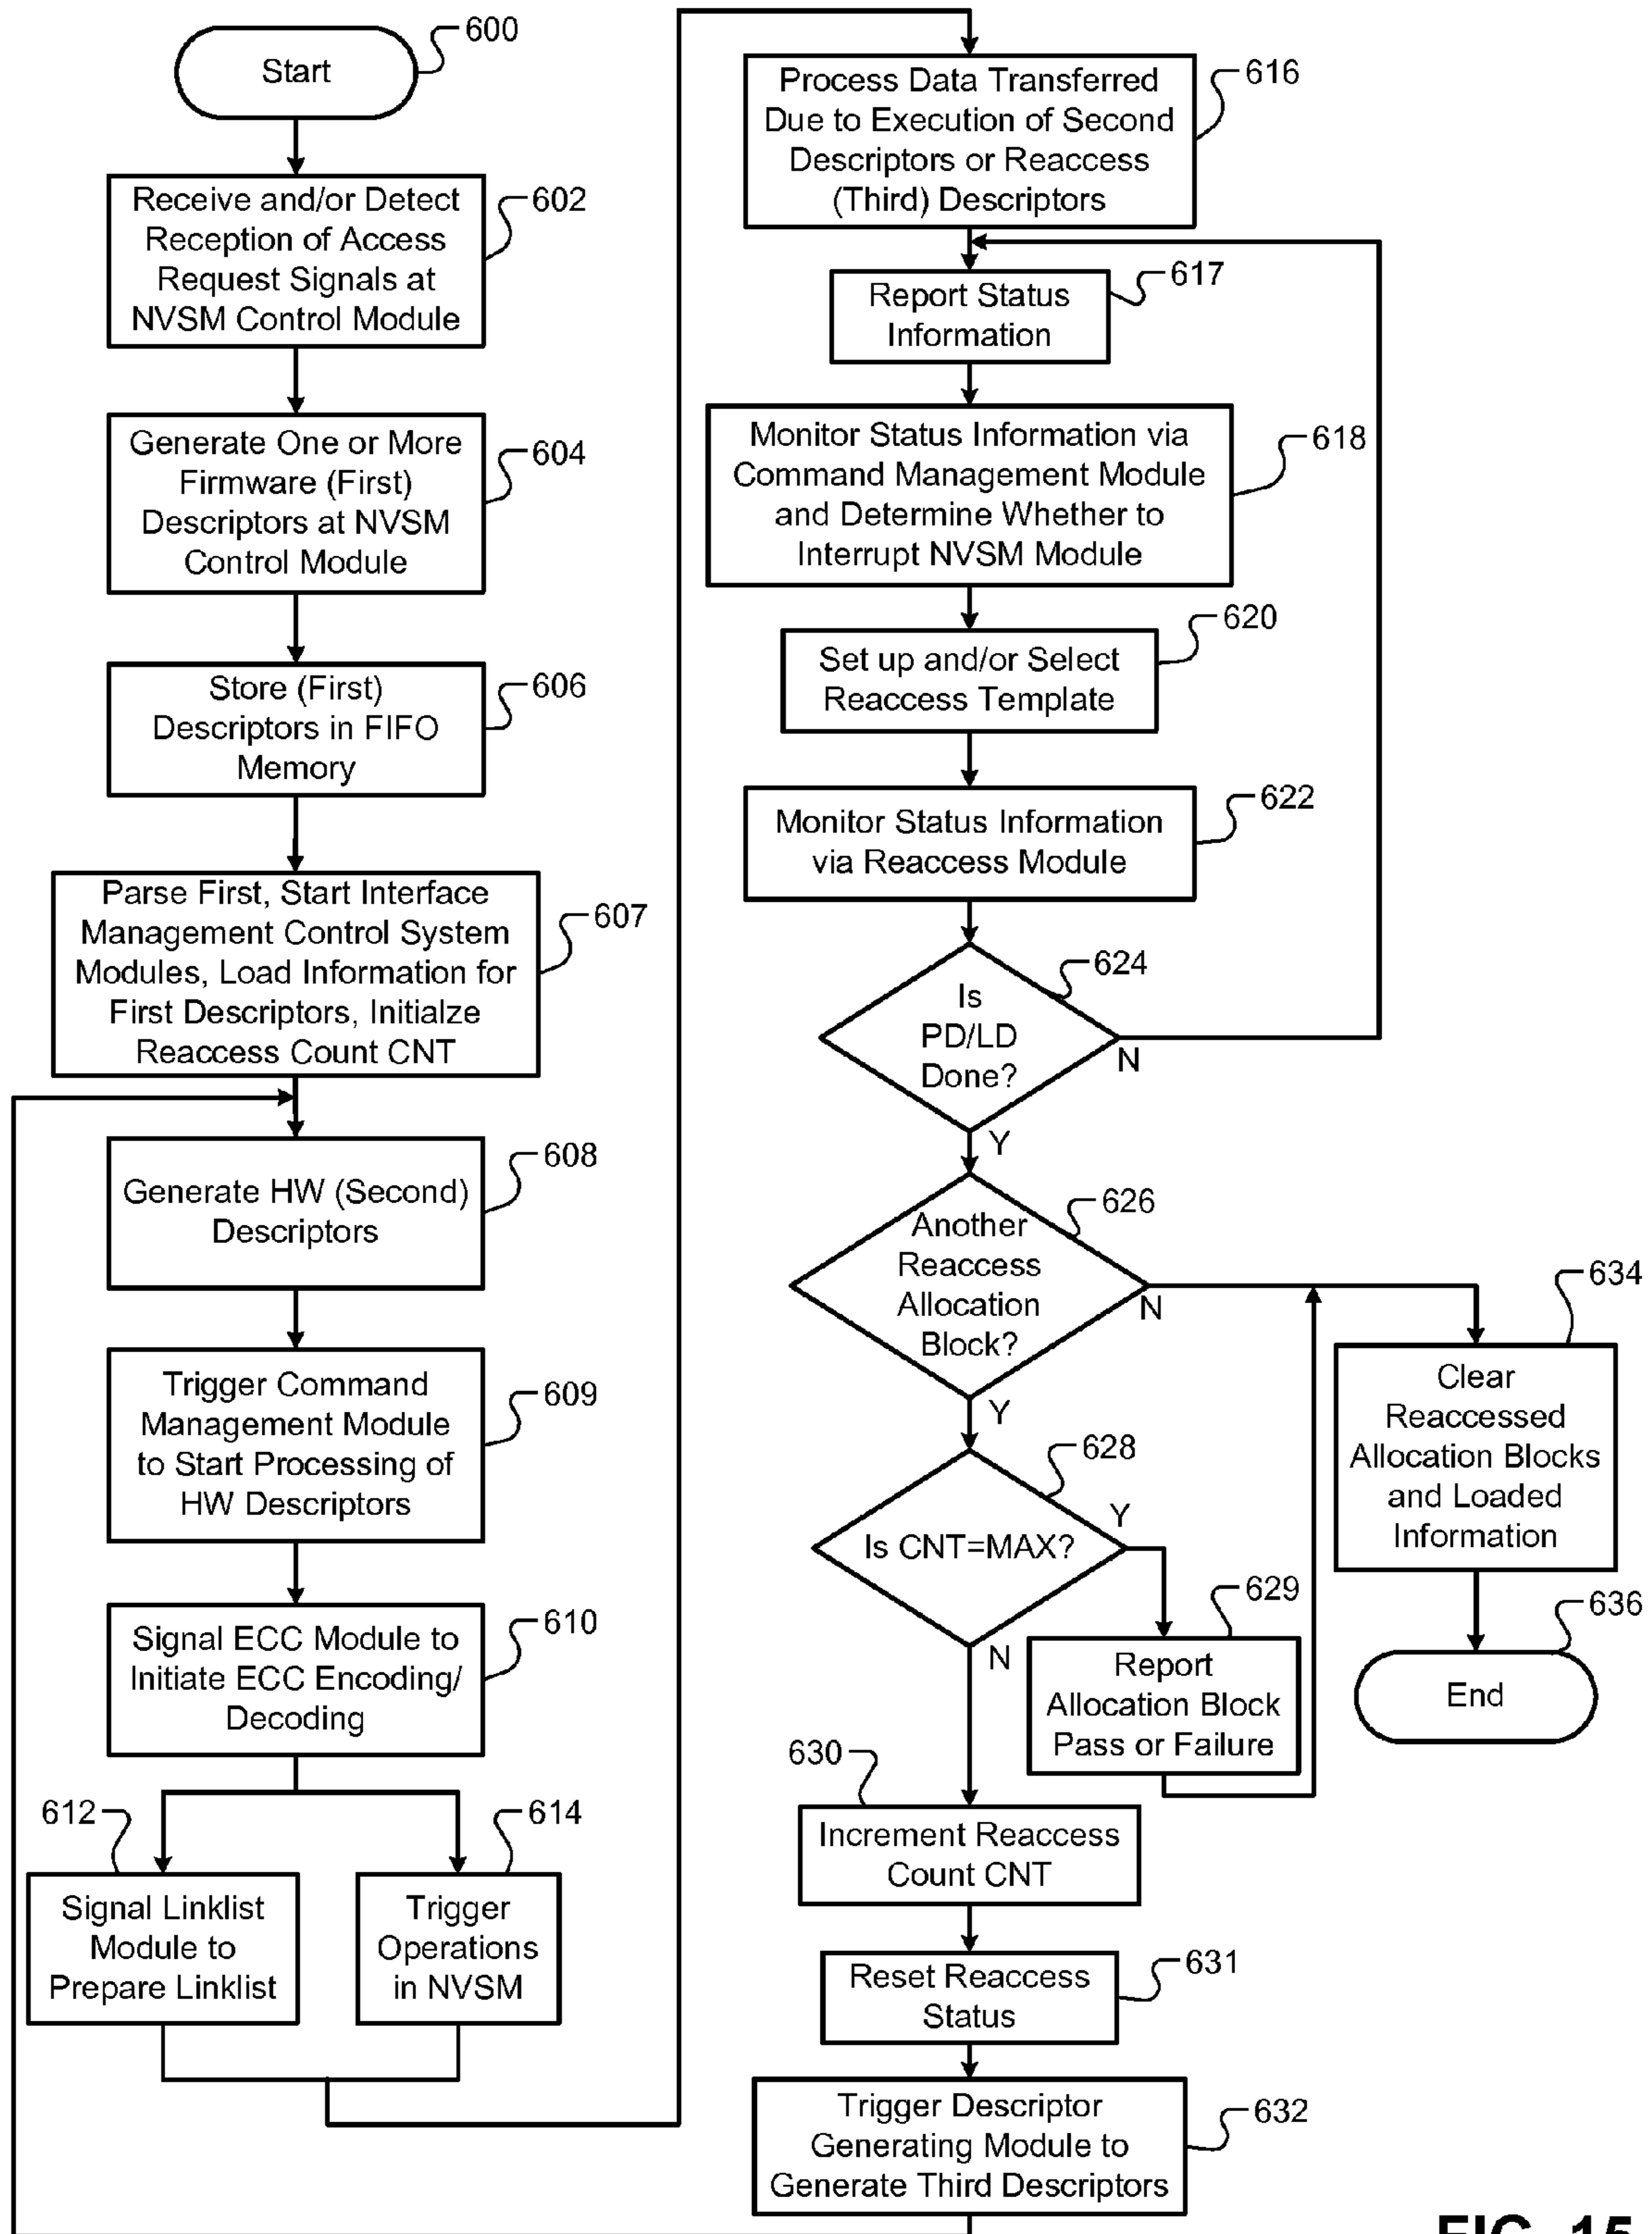 Start
600
Receive and/or Detect
Reception of Access
Request Signals at
NVSM Control Module
602
Generate One or More
Firmware (First)
Descriptors at NVSM
Control Module
604
Store (First)
Descriptors in FIFO
Memory
606
Parse First, Start Interface
Management Control System
Modules, Load Information for
First Descriptors, Initialze
Reaccess Count CNT
607
Generate HW (Second)
Descriptors
608
Trigger Command
Management Module
to Start Processing of
HW Descriptors
609
Signal ECC Module to
Initiate ECC Encoding/
Decoding
610
612
Signal Linklist
Module to
Prepare Linklist
614
Trigger
Operations
in NVSM
Process Data Transferred
Due to Execution of Second
Descriptors or Reaccess
(Third) Descriptors
616
Report Status
Information
617
Monitor Status Information via
Command Management Module
and Determine Whether to
Interrupt NVSM Module
618
Set up and/or Select
Reaccess Template
620
Monitor Status Information
via Reaccess Module
622
Is
PD/LD
Done?
624
N
Y
Another
Reaccess
Allocation
Block?
626
N
Y
Is CNT=MAX?
628
Y
N
Report
Allocation Block
Pass or Failure
629
630
Increment Reaccess
Count CNT
Reset Reaccess
Status
631
Trigger Descriptor
Generating Module to
Generate Third Descriptors
632
634
Clear
Reaccessed
Allocation Blocks
and Loaded
Information
636
End
FIG. 15